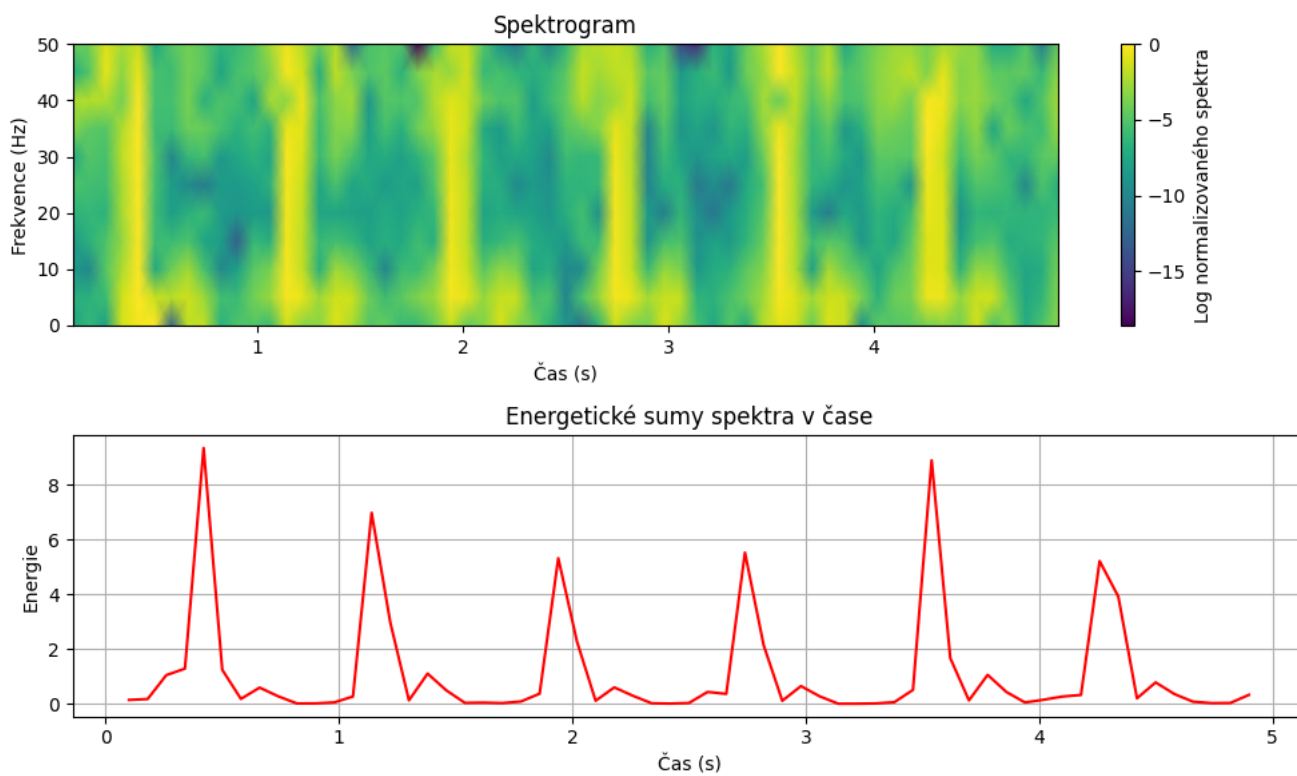 Spektrogram
50
40
30
20
10
0
Frekvence (Hz)
1 2 3 4
Čas (s)
0
−5
−10
−15
Log normalizovaného spektra
Energetické sumy spektra v čase
8
6
4
2
0
Energie
0 1 2 3 4 5
Čas (s)